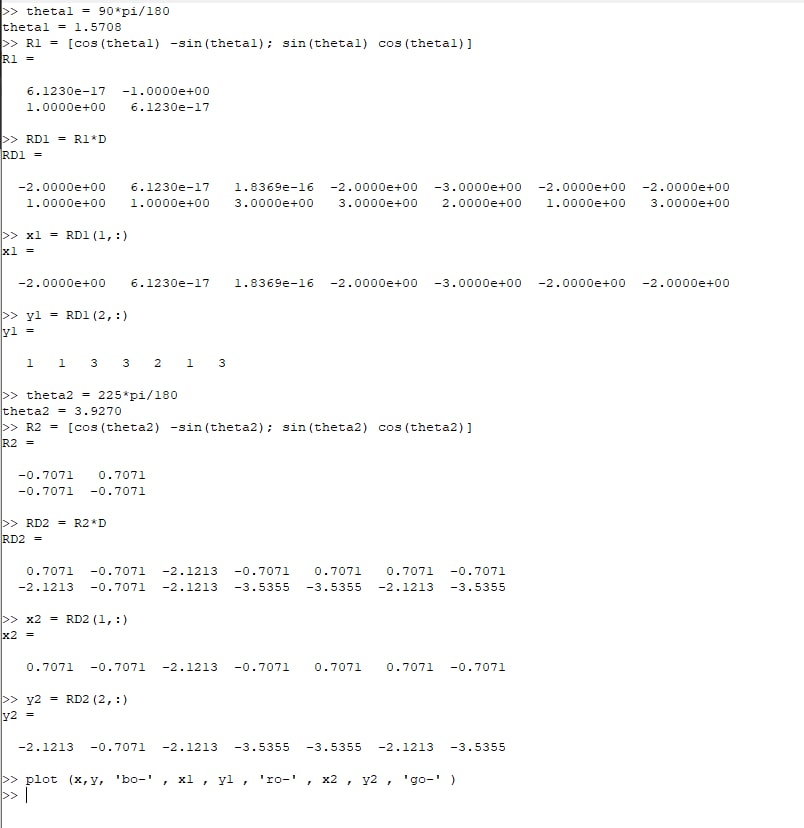 >> theta1 = 90*pi/180
theta1 = 1.5708
>> R1 = [cos(theta1) -sin(theta1); sin(theta1) cos(theta1)]
R1 =
6.1230e-17 -1.0000e+00
1.0000e+00 6.1230e-17
>> RD1 = R1*D
RD1 =
-2.0000e+00 6.1230e-17 1.8369e-16 -2.0000e+00 -3.0000e+00 -2.0000e+00 -2.0000e+00
1.0000e+00 1.0000e+00 3.0000e+00 3.0000e+00 2.0000e+00 1.0000e+00 3.0000e+00
>> x1 = RD1(1,:)
x1 =
-2.0000e+00 6.1230e-17 1.8369e-16 -2.0000e+00 -3.0000e+00 -2.0000e+00 -2.0000e+00
>> y1 = RD1(2,:)
y1 =
1 1 3 3 2 1 3
>> theta2 = 225*pi/180
theta2 = 3.9270
>> R2 = [cos(theta2) -sin(theta2); sin(theta2) cos(theta2)]
R2 =
-0.7071 0.7071
-0.7071 -0.7071
>> RD2 = R2*D
RD2 =
0.7071 -0.7071 -2.1213 -0.7071 0.7071 0.7071 -0.7071
-2.1213 -0.7071 -2.1213 -3.5355 -3.5355 -2.1213 -3.5355
>> x2 = RD2(1,:)
x2 =
0.7071 -0.7071 -2.1213 -0.7071 0.7071 0.7071 -0.7071
>> y2 = RD2(2,:)
y2 =
-2.1213 -0.7071 -2.1213 -3.5355 -3.5355 -2.1213 -3.5355
>> plot (x,y, 'bo-' , x1 , y1 , 'ro-' , x2 , y2 , 'go-' )
>>